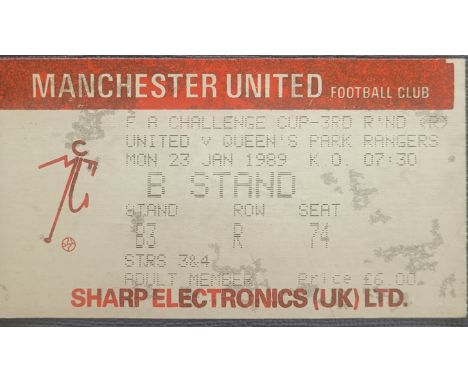 MANCHESTER UNITED FOOTBALL CLUB
F A CHALLENGE CUP-3RD R'ND (R)
UNITED V QUEEN'S PARK RANGERS
MON 23 JAN 1989 K O. 07:30
B STAND
STAND ROW SEAT
B3 R 74
STRS 3&4
ADULT MEMBER Price £6.00
SHARP ELECTRONICS (UK) LTD.